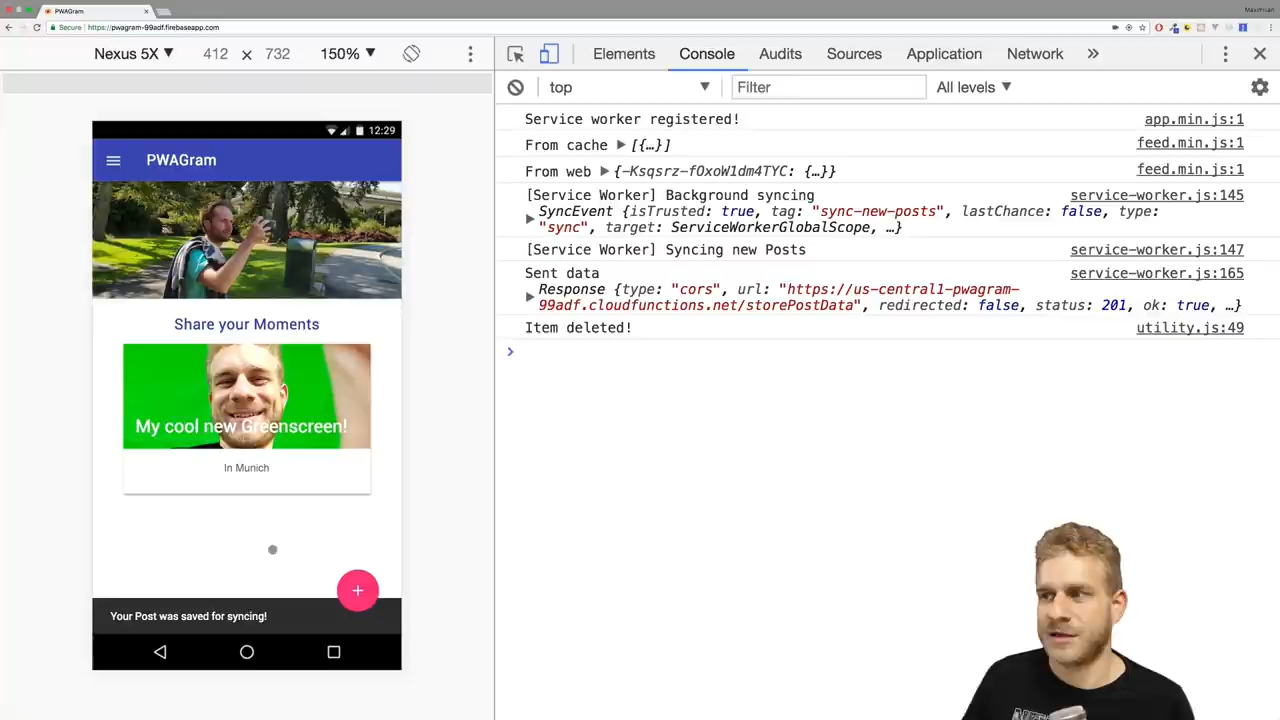 PWAGram
Maximilian
Secure | https://pwagram-99adf.firebaseapp.com
Nexus 5X ▼ 412 × 732 150% ▼
Elements Console Audits Sources Application Network »
top ▼ Filter All levels ▼
12:29
PWAGram
Share your Moments
My cool new Greenscreen!
In Munich
+
Your Post was saved for syncing!
Service worker registered! app.min.js:1
From cache ▶ [{…}] feed.min.js:1
From web ▶ {-Ksqsrz-fOxoW1dm4TYC: {…}} feed.min.js:1
[Service Worker] Background syncing service-worker.js:145
▶ SyncEvent {isTrusted: true, tag: "sync-new-posts", lastChance: false, type:
"sync", target: ServiceWorkerGlobalScope, …}
[Service Worker] Syncing new Posts service-worker.js:147
Sent data service-worker.js:165
▶ Response {type: "cors", url: "https://us-central1-pwagram-
99adf.cloudfunctions.net/storePostData", redirected: false, status: 201, ok: true, …}
Item deleted! utility.js:49
>